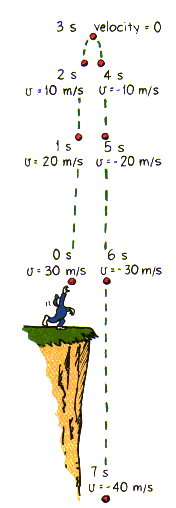 3 s velocity = 0
2 s 4 s
υ = 10 m/s υ = -10 m/s
1 s 5 s
υ = 20 m/s υ = -20 m/s
0 s 6 s
υ = 30 m/s υ = -30 m/s
7 s
υ = -40 m/s